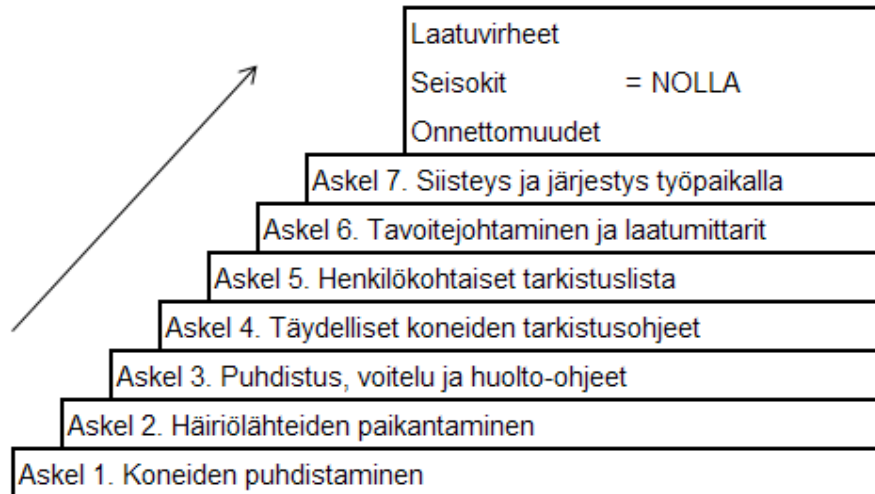 Laatuvirheet
Seisokit = NOLLA
Onnettomuudet
Askel 7. Siisteys ja järjestys työpaikalla
Askel 6. Tavoitejohtaminen ja laatumittarit
Askel 5. Henkilökohtaiset tarkistuslista
Askel 4. Täydelliset koneiden tarkistusohjeet
Askel 3. Puhdistus, voitelu ja huolto-ohjeet
Askel 2. Häiriölähteiden paikantaminen
Askel 1. Koneiden puhdistaminen